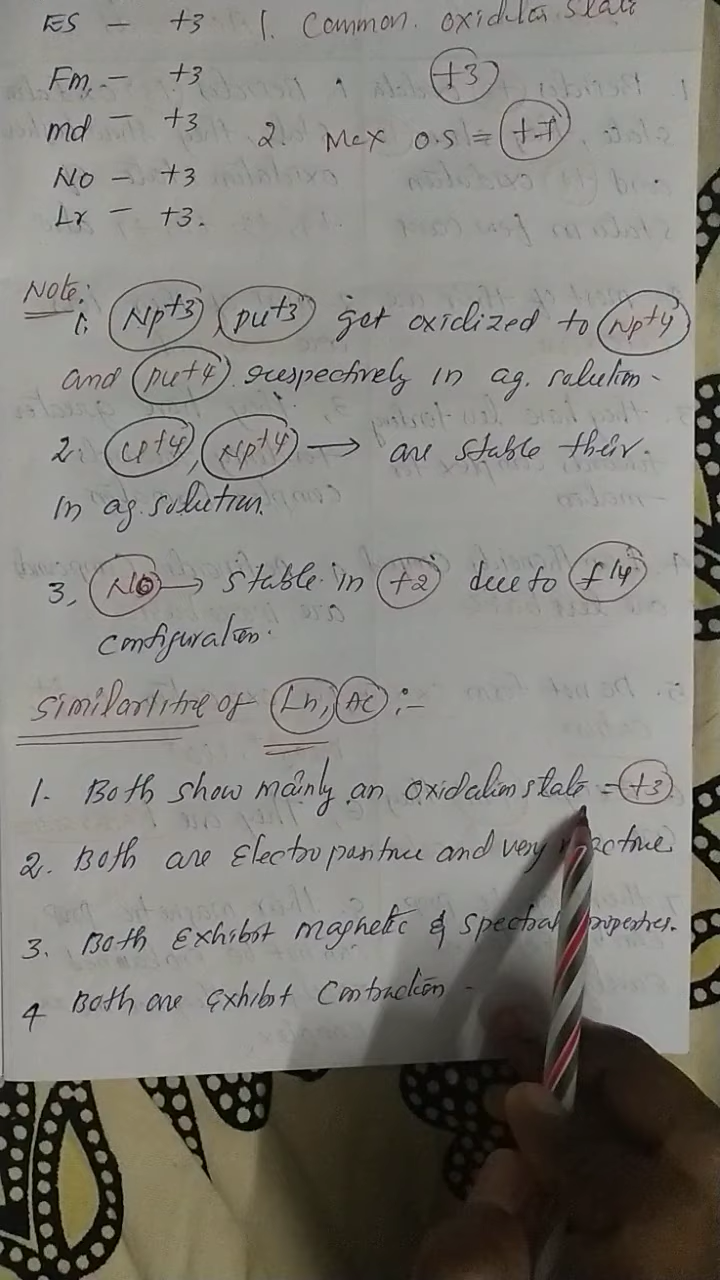 ES - +3 1. Common oxidation state
Fm - +3 +3
md - +3 2. Max o.s = +7
No - +3
Lr - +3.
Note:
1. Np+3, pu+3 get oxidized to Np+4
and pu+4 respectively in aq. solution.
2. U+4, Np+4 → are stable their
in aq. solution.
3, No → stable in +2 due to f14
configuration.
Similartitre of Ln, AC :-
1. Both show mainly an oxidation state = +3
2. Both are Electropositive and very
3. Both Exhibit magnetic & spectral properties.
4 Both are Exhibit Contraction -